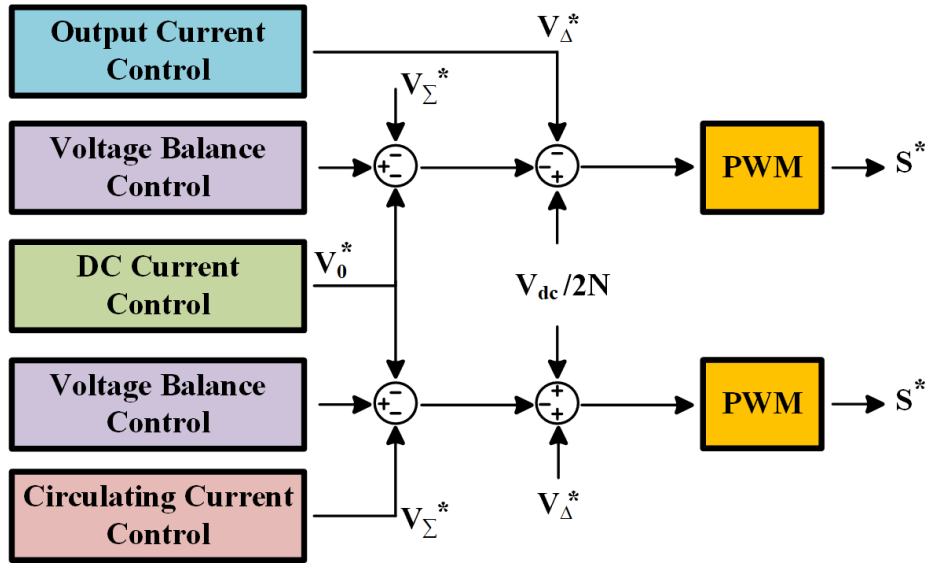 Output Current
Control
V_Δ^*
V_Σ^*
Voltage Balance
Control
+ − −
− − +
PWM
S^*
DC Current
Control
V_0^*
V_dc /2N
Voltage Balance
Control
+ − −
− + +
PWM
S^*
Circulating Current
Control
V_Σ^*
V_Δ^*